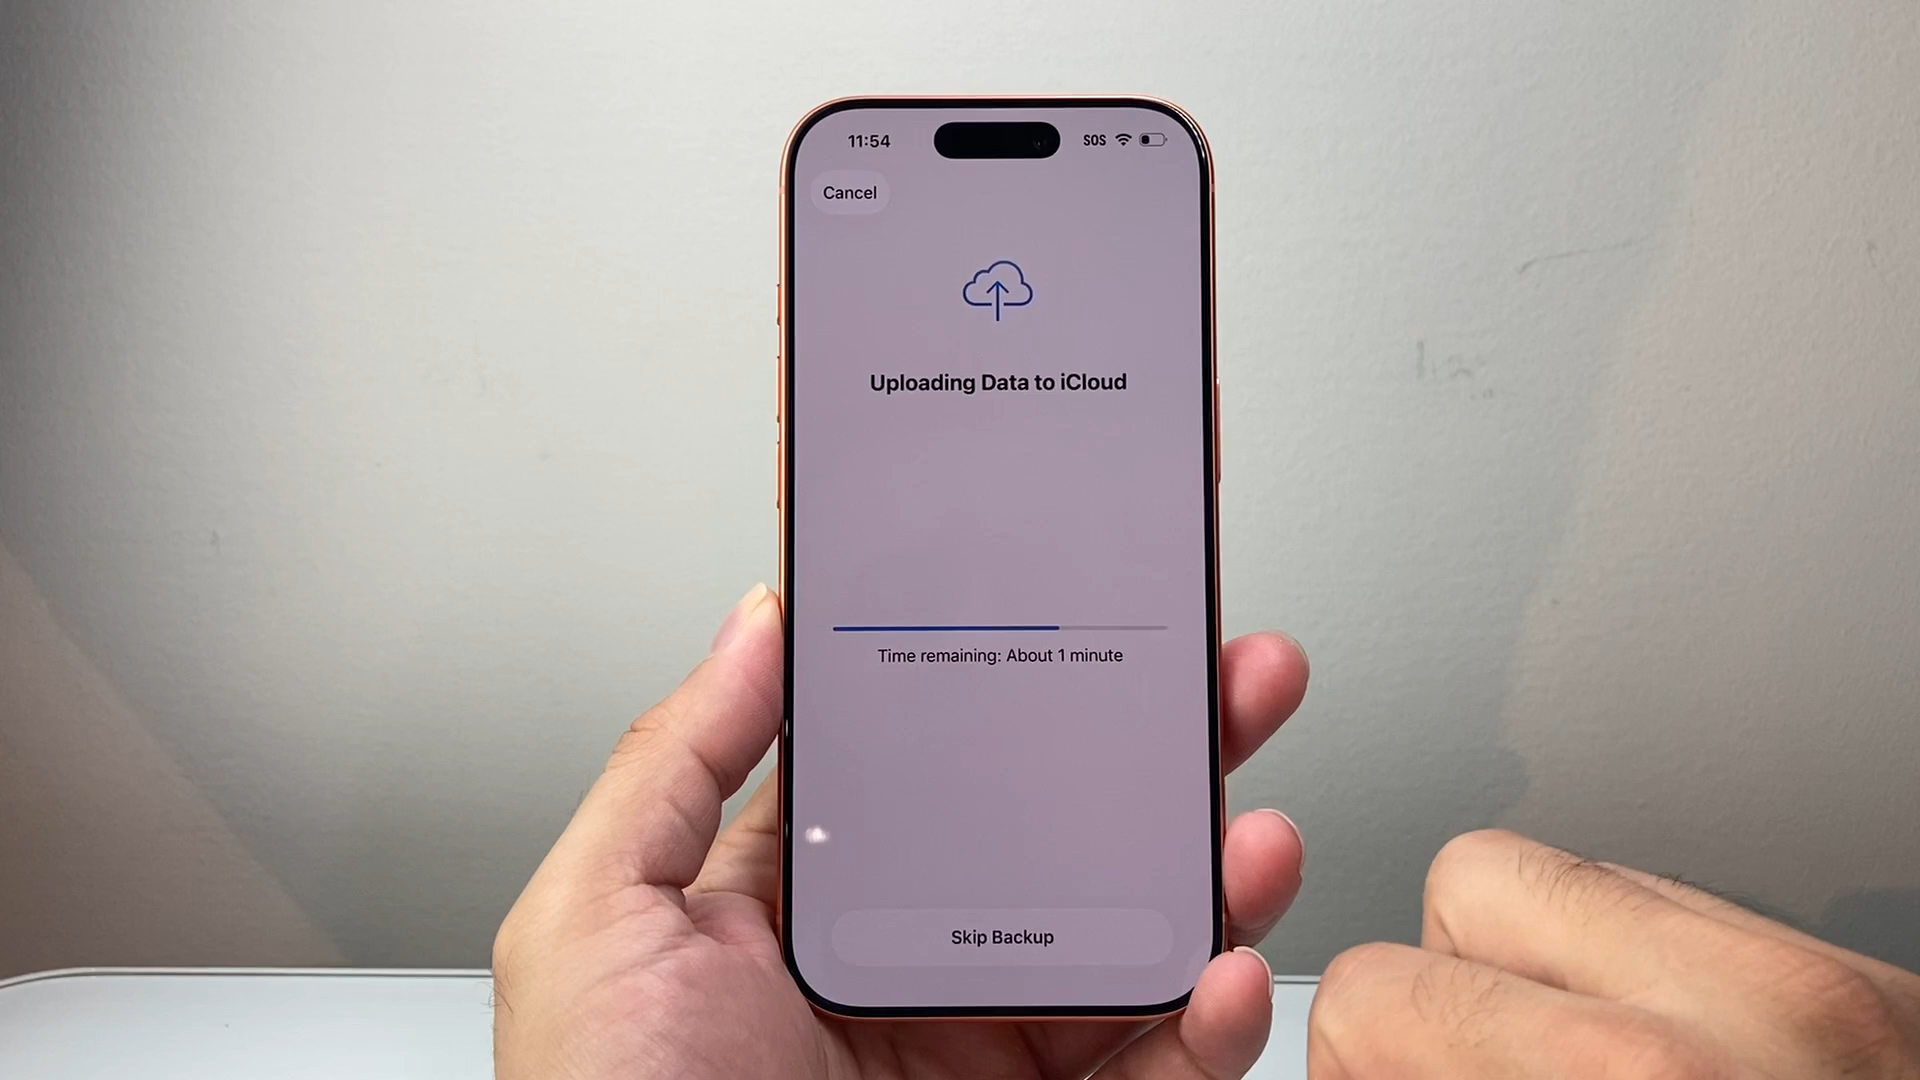 11:54 SOS
Cancel
Uploading Data to iCloud
Time remaining: About 1 minute
Skip Backup